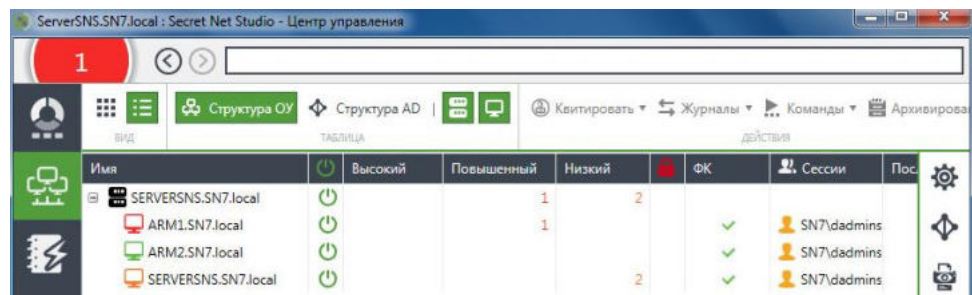 ServerSNS.SN7.local : Secret Net Studio - Центр управления
1
Структура ОУ Структура AD | Квитировать Журналы Команды Архивирова
ВИД ТАБЛИЦА ДЕЙСТВИЯ
Имя Высокий Повышенный Низкий ФК Сессии Пос
SERVERSNS.SN7.local 1 2
ARM1.SN7.local 1 SN7\dadmins
ARM2.SN7.local SN7\dadmins
SERVERSNS.SN7.local 2 SN7\dadmins